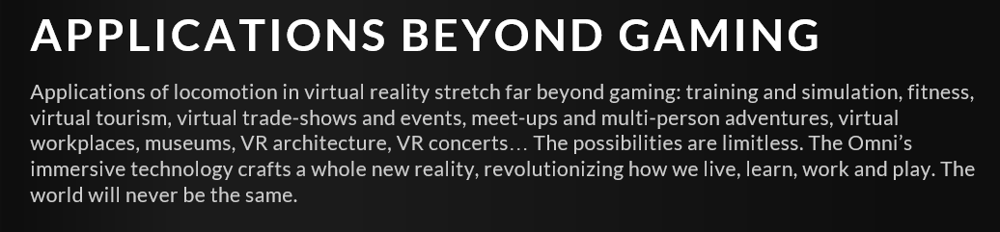 APPLICATIONS BEYOND GAMING
Applications of locomotion in virtual reality stretch far beyond gaming: training and simulation, fitness,
virtual tourism, virtual trade-shows and events, meet-ups and multi-person adventures, virtual
workplaces, museums, VR architecture, VR concerts… The possibilities are limitless. The Omni’s
immersive technology crafts a whole new reality, revolutionizing how we live, learn, work and play. The
world will never be the same.